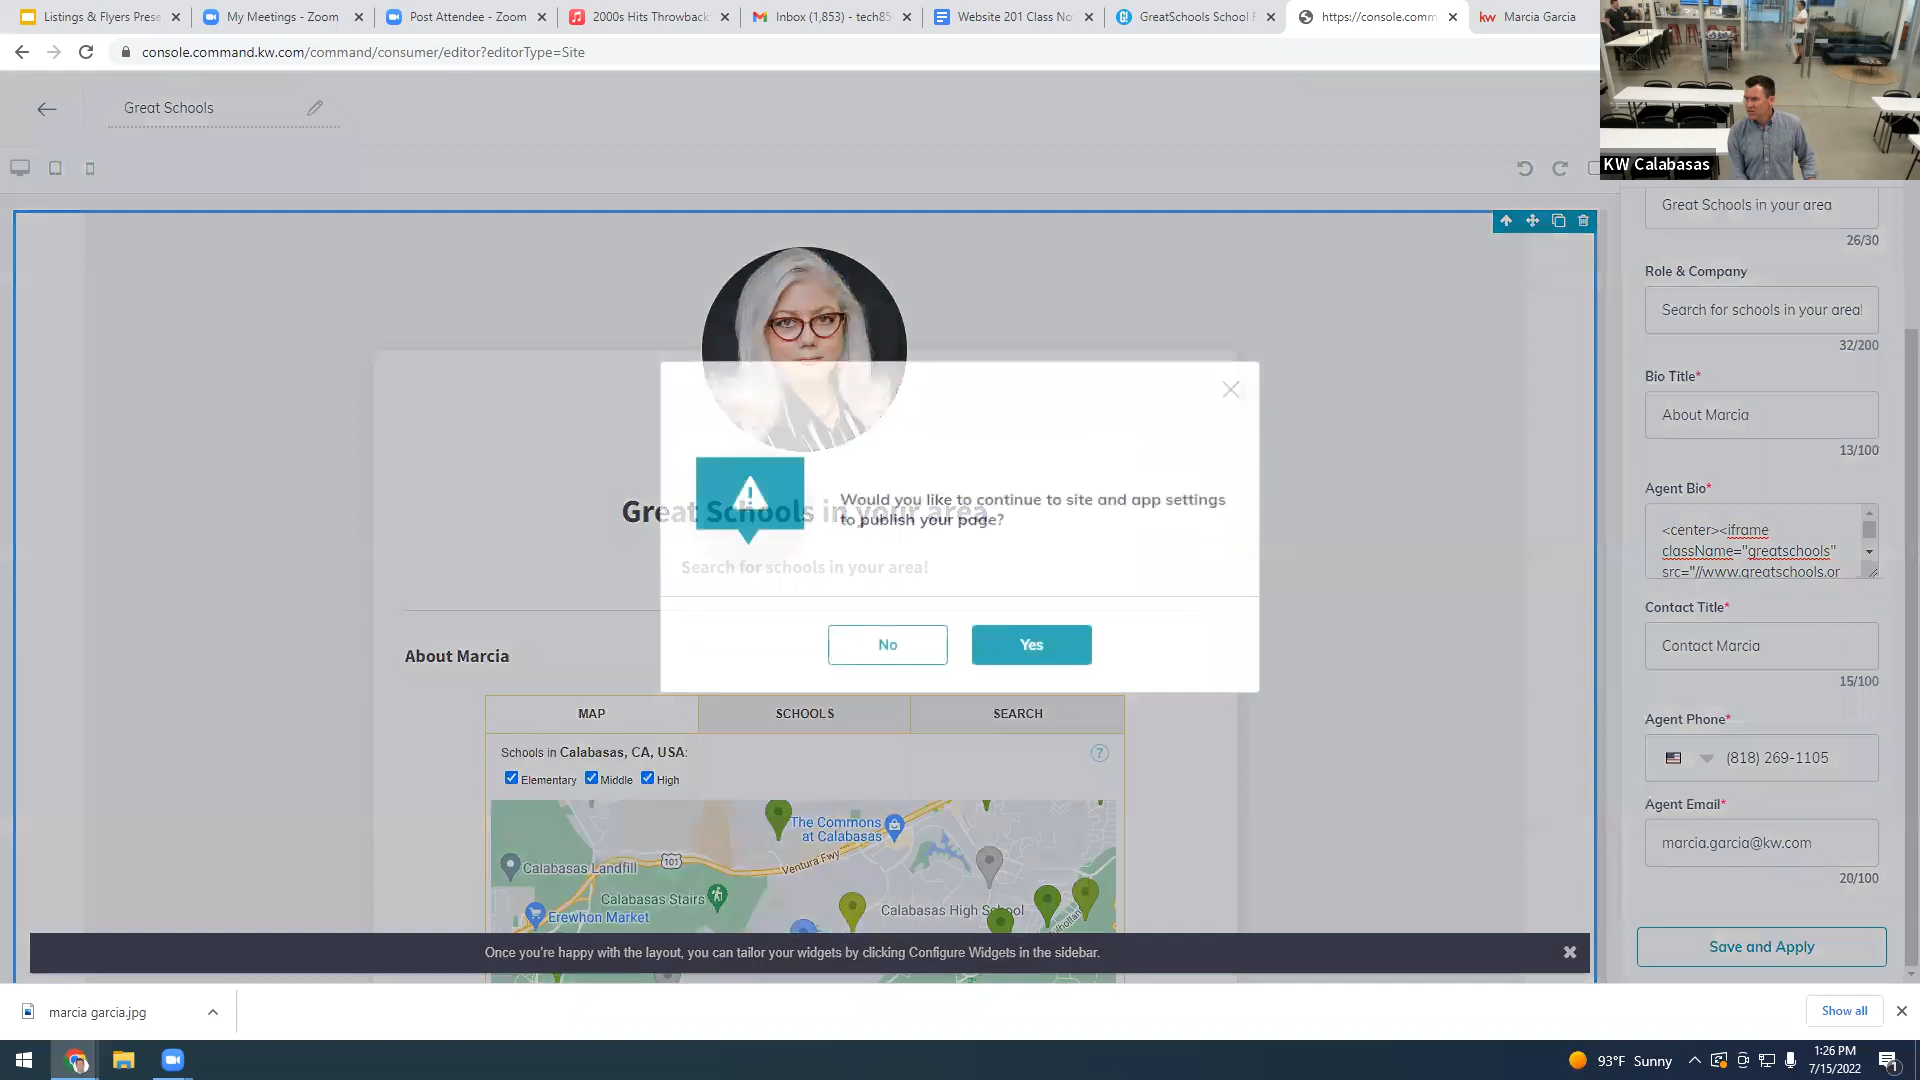 Listings & Flyers Prese
My Meetings - Zoom
Post Attendee - Zoom
2000s Hits Throwback
Inbox (1,853) - tech85
Website 201 Class No
GreatSchools School F
https://console.comm
kw Marcia Garcia
console.command.kw.com/command/consumer/editor?editorType=Site
Great Schools
KW Calabasas
Great Schools in your area
26/30
Role & Company
Search for schools in your area!
32/200
Bio Title*
About Marcia
13/100
Agent Bio*
<center><iframe
className="greatschools"
src="//www.greatschools.or
Contact Title*
Contact Marcia
15/100
Agent Phone*
(818) 269-1105
Agent Email*
marcia.garcia@kw.com
20/100
Save and Apply
Great Schools in your area
Would you like to continue to site and app settings
to publish your page?
Search for schools in your area!
No
Yes
About Marcia
MAP
SCHOOLS
SEARCH
Schools in Calabasas, CA, USA:
Elementary
Middle
High
The Commons
at Calabasas
101
Ventura Fwy
Calabasas Landfill
Calabasas Stairs
Calabasas High School
Erewhon Market
Once you're happy with the layout, you can tailor your widgets by clicking Configure Widgets in the sidebar.
marcia garcia.jpg
Show all
93°F Sunny
1:26 PM
7/15/2022
1